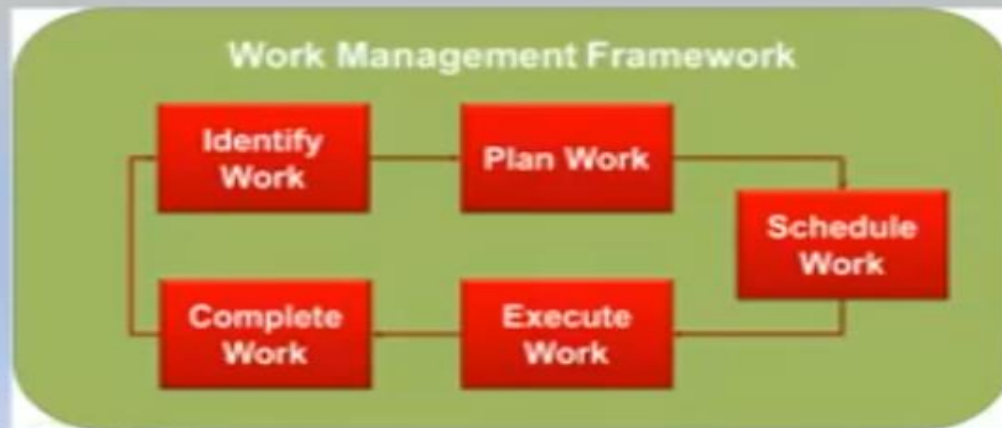 Work Management Framework
Identify
Work
Plan Work
Schedule
Work
Execute
Work
Complete
Work